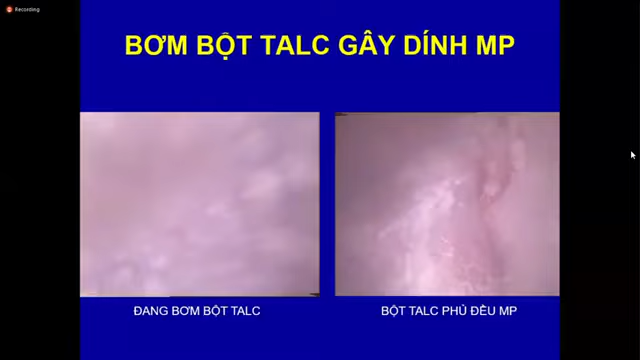 Recording
BƠM BỘT TALC GÂY DÍNH MP
ĐANG BƠM BỘT TALC
BỘT TALC PHỦ ĐỀU MP